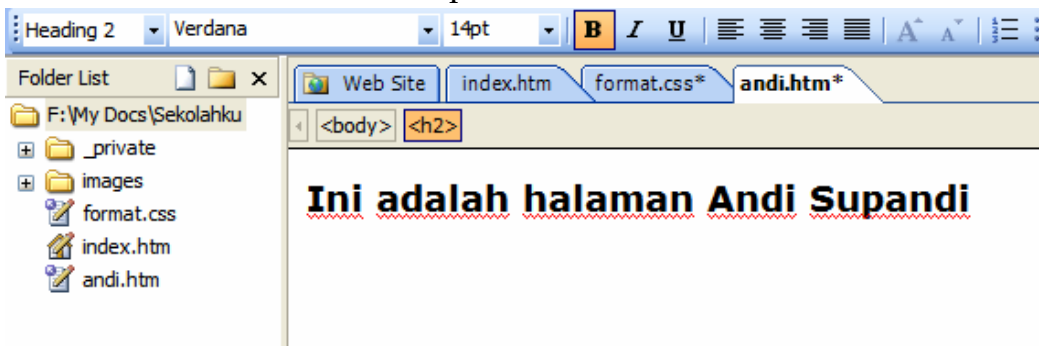 Heading 2 Verdana 14pt B I U A A
Folder List
Web Site index.htm format.css* andi.htm*
F:\My Docs\Sekolahku
<body> <h2>
_private
images
format.css
index.htm
andi.htm
Ini adalah halaman Andi Supandi